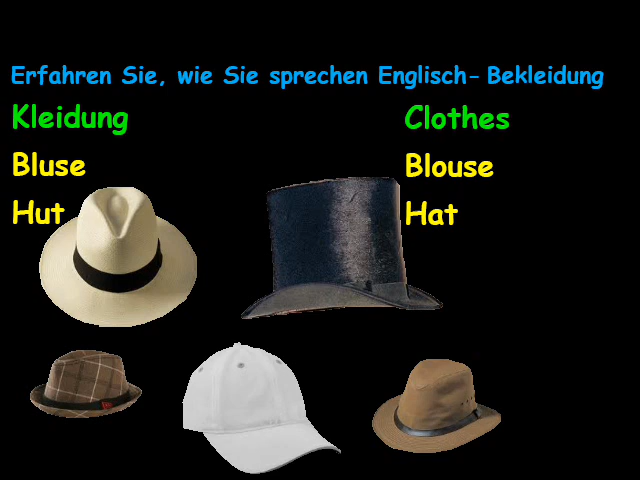 Erfahren Sie, wie Sie sprechen Englisch- Bekleidung
Kleidung Clothes
Bluse Blouse
Hut Hat